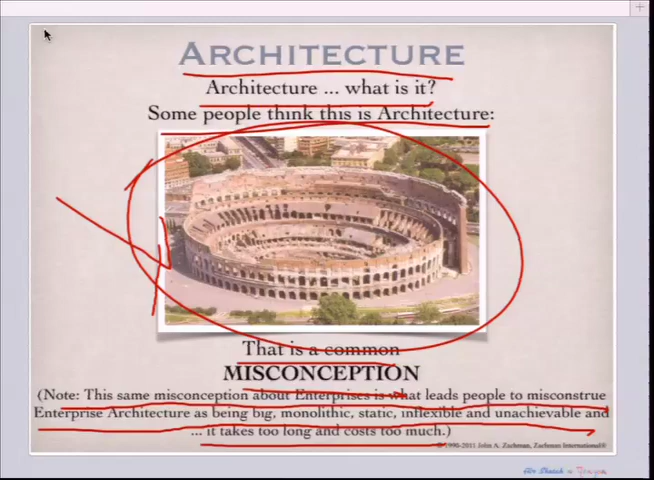 ARCHITECTURE
Architecture ... what is it?
Some people think this is Architecture:
That is a common
MISCONCEPTION
(Note: This same misconception about Enterprises is what leads people to misconstrue
Enterprise Architecture as being big, monolithic, static, inflexible and unachievable and
... it takes too long and costs too much.)
© 1990-2011 John A. Zachman, Zachman International®